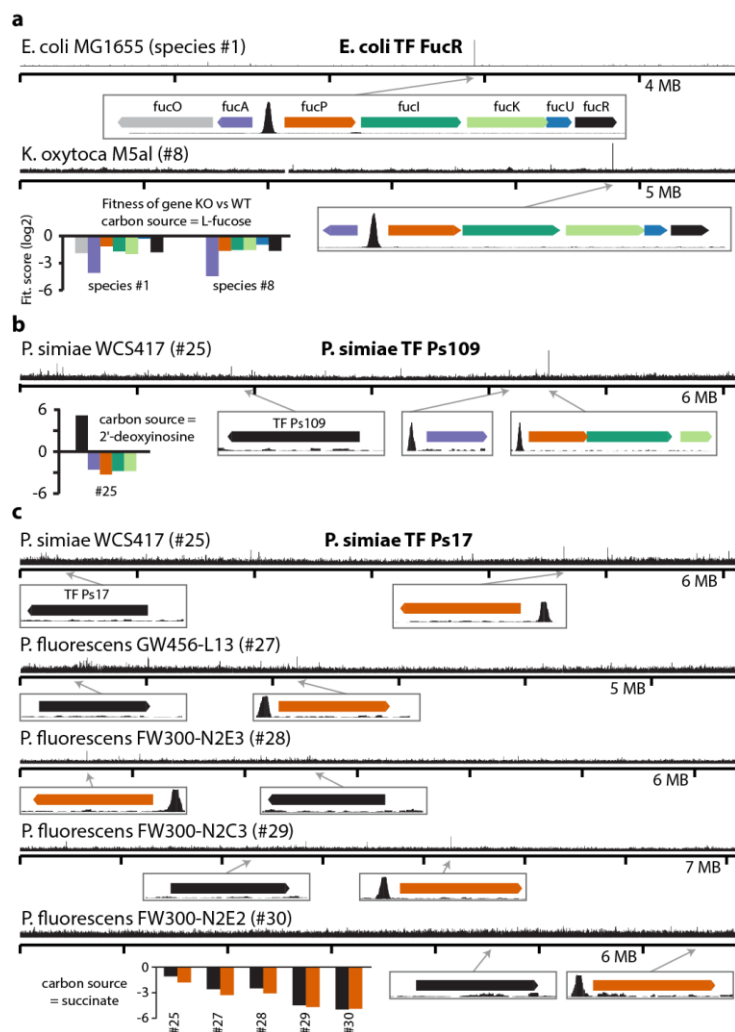 a
E. coli MG1655 (species #1) E. coli TF FucR
4 MB
fucO fucA fucP fucI fucK fucU fucR
K. oxytoca M5al (#8)
5 MB
Fitness of gene KO vs WT
carbon source = L-fucose
Fit. score (log2)
0
-3
-6
species #1 species #8
b
P. simiae WCS417 (#25) P. simiae TF Ps109
6 MB
6
0
-6
carbon source =
2'-deoxyinosine
#25
TF Ps109
c
P. simiae WCS417 (#25) P. simiae TF Ps17
6 MB
TF Ps17
P. fluorescens GW456-L13 (#27)
5 MB
P. fluorescens FW300-N2E3 (#28)
6 MB
P. fluorescens FW300-N2C3 (#29)
7 MB
P. fluorescens FW300-N2E2 (#30)
6 MB
carbon source
= succinate
0
-3
-6
#25 #27 #28 #29 #30